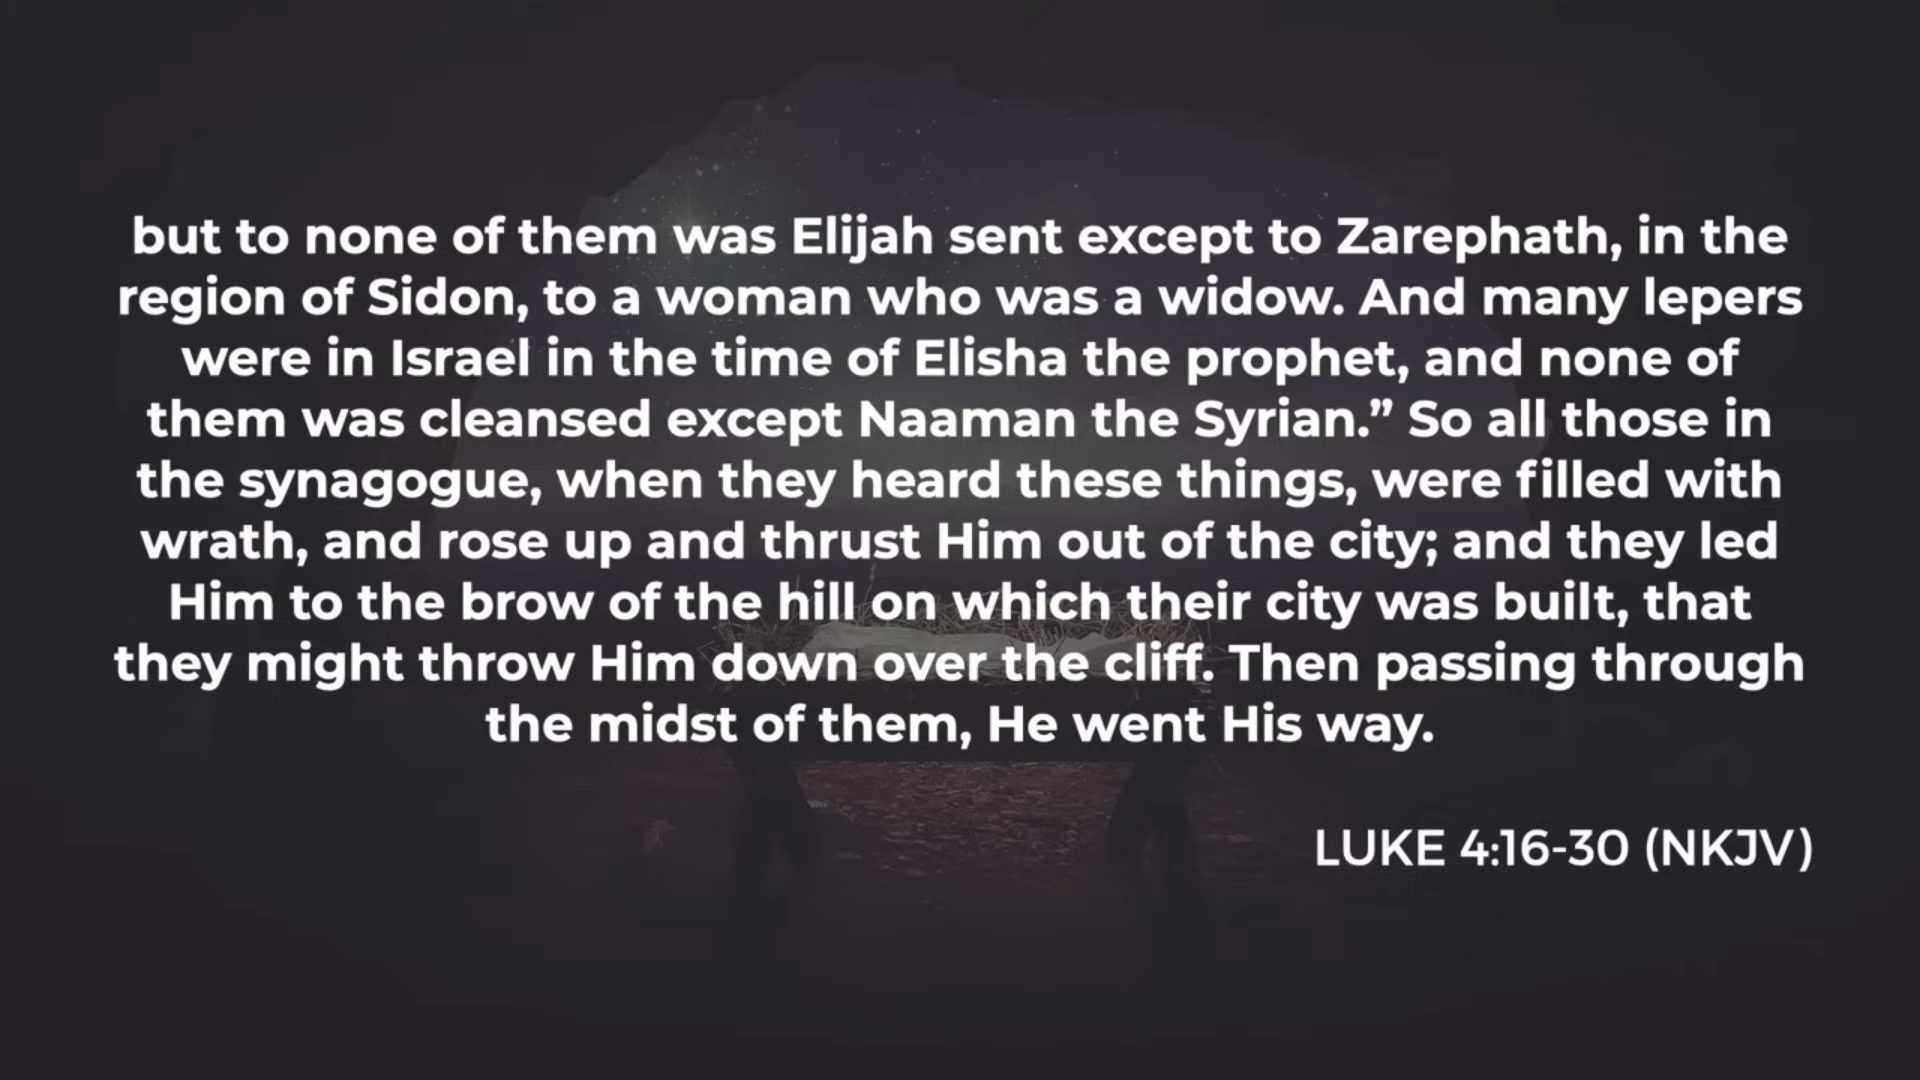 but to none of them was Elijah sent except to Zarephath, in the
region of Sidon, to a woman who was a widow. And many lepers
were in Israel in the time of Elisha the prophet, and none of
them was cleansed except Naaman the Syrian.” So all those in
the synagogue, when they heard these things, were filled with
wrath, and rose up and thrust Him out of the city; and they led
Him to the brow of the hill on which their city was built, that
they might throw Him down over the cliff. Then passing through
the midst of them, He went His way.
LUKE 4:16-30 (NKJV)